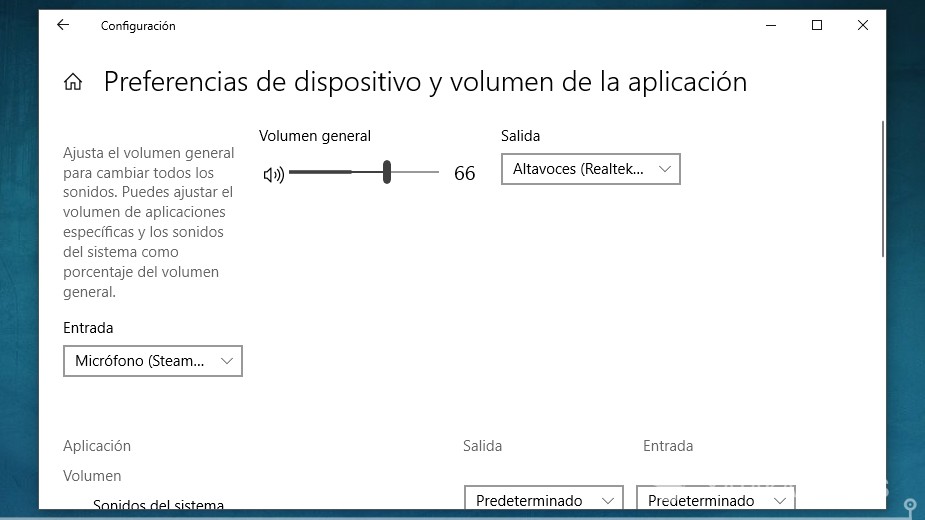 Configuración
Preferencias de dispositivo y volumen de la aplicación
Ajusta el volumen general
para cambiar todos los
sonidos. Puedes ajustar el
volumen de aplicaciones
específicas y los sonidos
del sistema como
porcentaje del volumen
general.
Volumen general
66
Salida
Altavoces (Realtek...
Entrada
Micrófono (Steam...
Aplicación
Salida
Entrada
Volumen
Sonidos del sistema
Predeterminado
Predeterminado